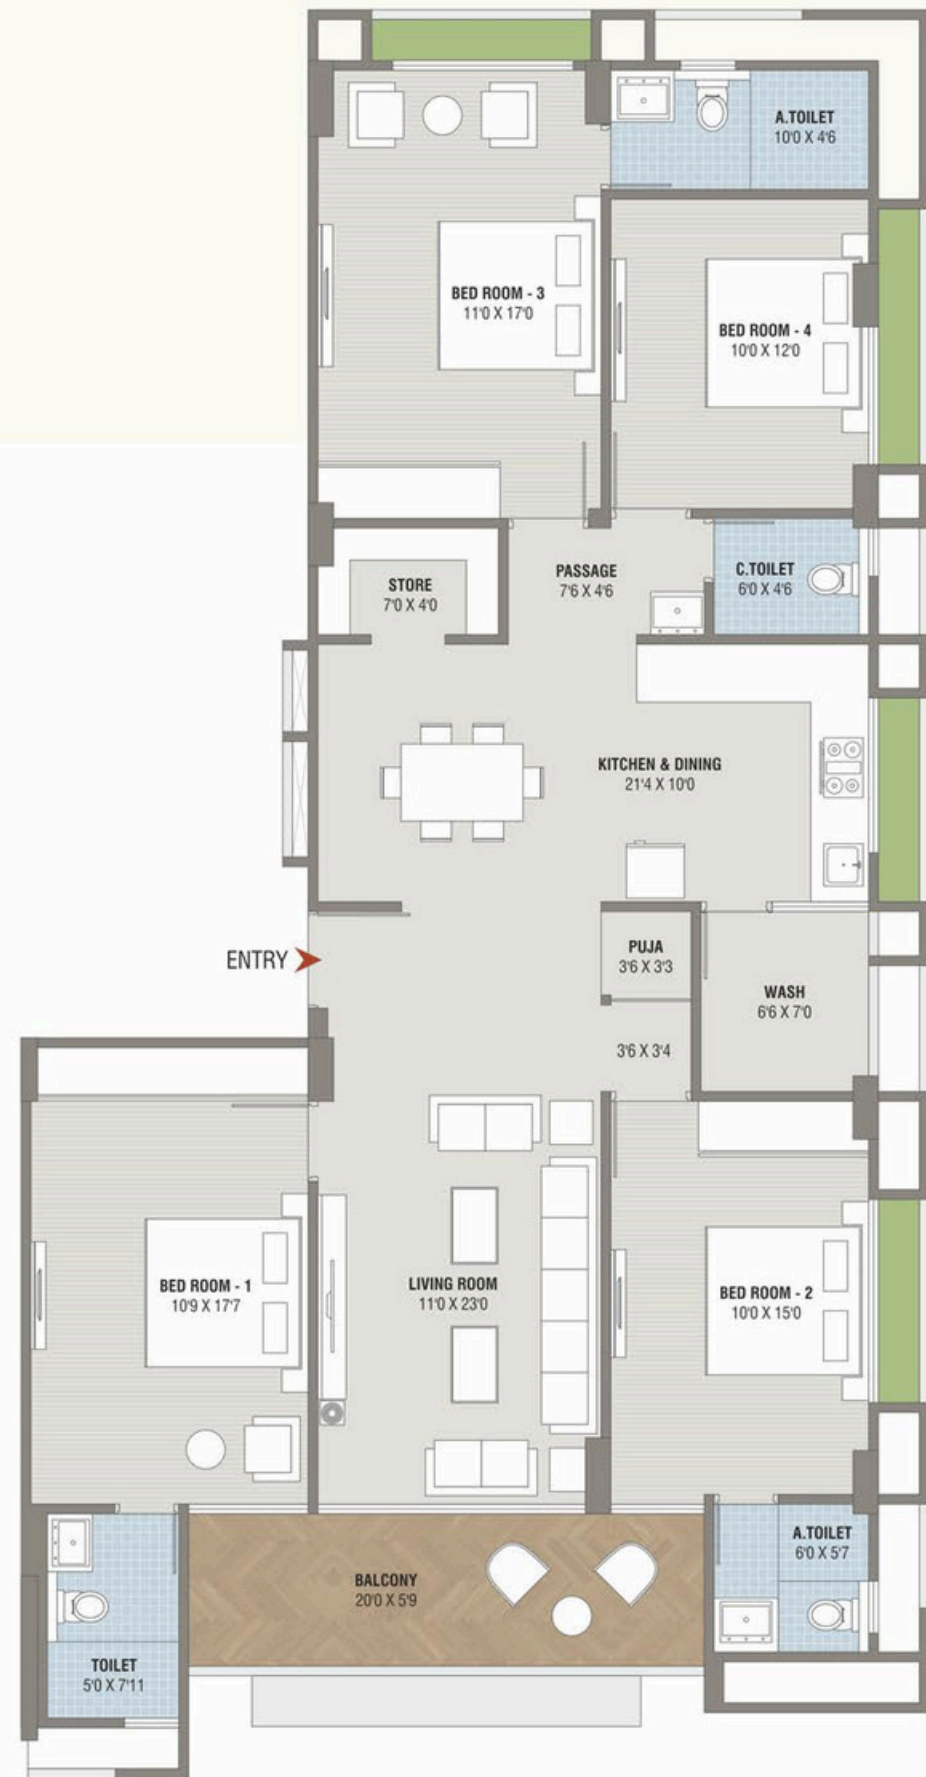 A.TOILET
10'0 X 4'6
BED ROOM - 3
11'0 X 17'0
BED ROOM - 4
10'0 X 12'0
STORE
7'0 X 4'0
PASSAGE
7'6 X 4'6
C.TOILET
6'0 X 4'6
KITCHEN & DINING
21'4 X 10'0
ENTRY
PUJA
3'6 X 3'3
WASH
6'6 X 7'0
3'6 X 3'4
BED ROOM - 1
10'9 X 17'7
LIVING ROOM
11'0 X 23'0
BED ROOM - 2
10'0 X 15'0
A.TOILET
6'0 X 5'7
BALCONY
20'0 X 5'9
TOILET
5'0 X 7'11